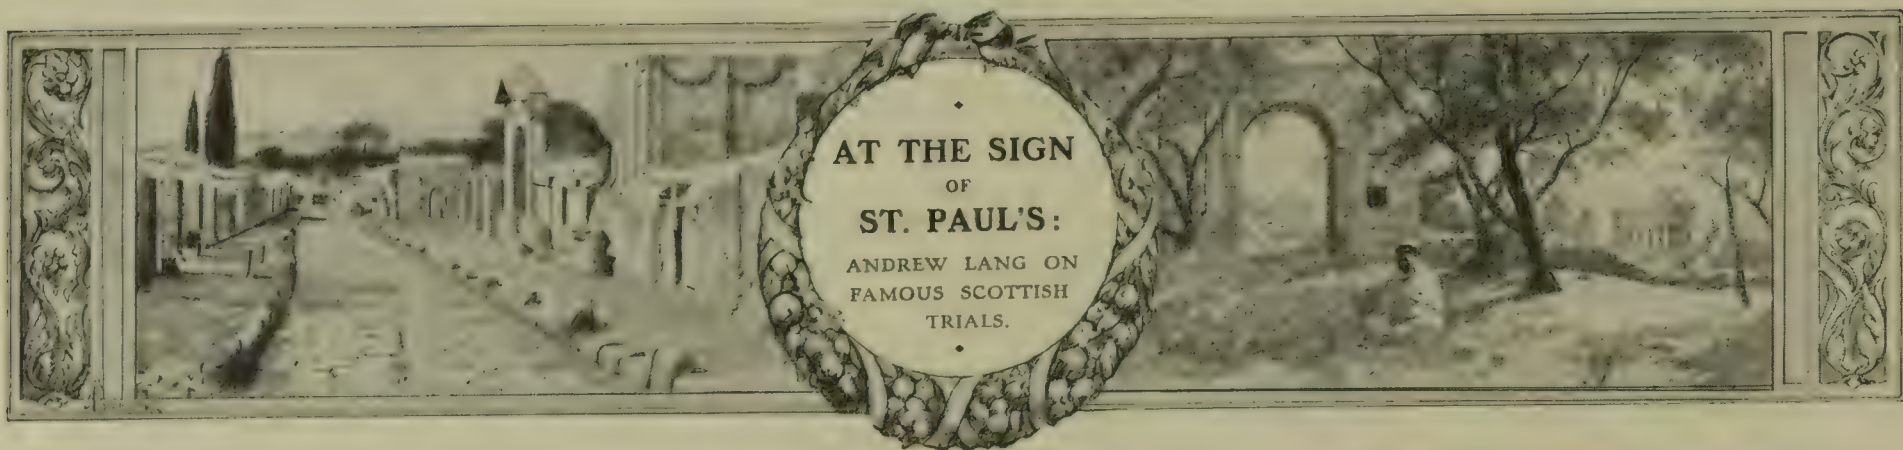 AT THE SIGN
OF
ST. PAUL'S:
ANDREW LANG ON
FAMOUS SCOTTISH
TRIALS.